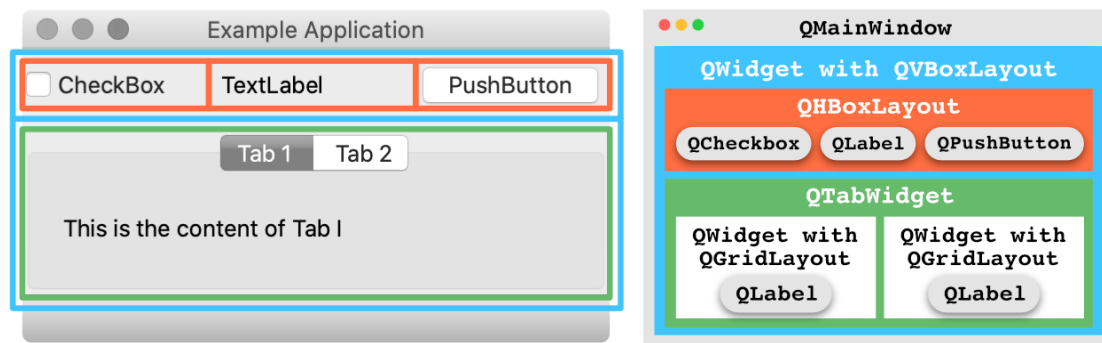 Example Application
CheckBox
TextLabel
PushButton
Tab 1
Tab 2
This is the content of Tab I
QMainWindow
QWidget with QVBoxLayout
QHBoxLayout
QCheckbox
QLabel
QPushButton
QTabWidget
QWidget with
QGridLayout
QLabel
QWidget with
QGridLayout
QLabel